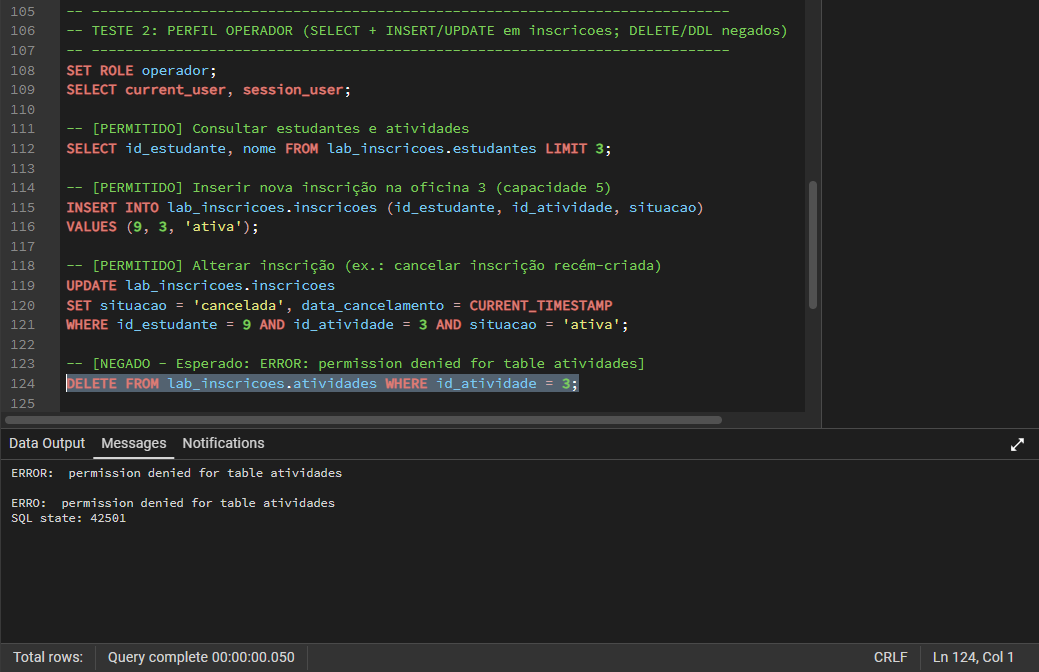 105 -- ----------------------------------------------------------------------------
106 -- TESTE 2: PERFIL OPERADOR (SELECT + INSERT/UPDATE em inscricoes; DELETE/DDL negados)
107 -- ----------------------------------------------------------------------------
108 SET ROLE operador;
109 SELECT current_user, session_user;
110
111 -- [PERMITIDO] Consultar estudantes e atividades
112 SELECT id_estudante, nome FROM lab_inscricoes.estudantes LIMIT 3;
113
114 -- [PERMITIDO] Inserir nova inscrição na oficina 3 (capacidade 5)
115 INSERT INTO lab_inscricoes.inscricoes (id_estudante, id_atividade, situacao)
116 VALUES (9, 3, 'ativa');
117
118 -- [PERMITIDO] Alterar inscrição (ex.: cancelar inscrição recém-criada)
119 UPDATE lab_inscricoes.inscricoes
120 SET situacao = 'cancelada', data_cancelamento = CURRENT_TIMESTAMP
121 WHERE id_estudante = 9 AND id_atividade = 3 AND situacao = 'ativa';
122
123 -- [NEGADO - Esperado: ERROR: permission denied for table atividades]
124 DELETE FROM lab_inscricoes.atividades WHERE id_atividade = 3;
125
Data Output Messages Notifications
ERROR:  permission denied for table atividades
ERRO:  permission denied for table atividades
SQL state: 42501
Total rows: Query complete 00:00:00.050 CRLF Ln 124, Col 1